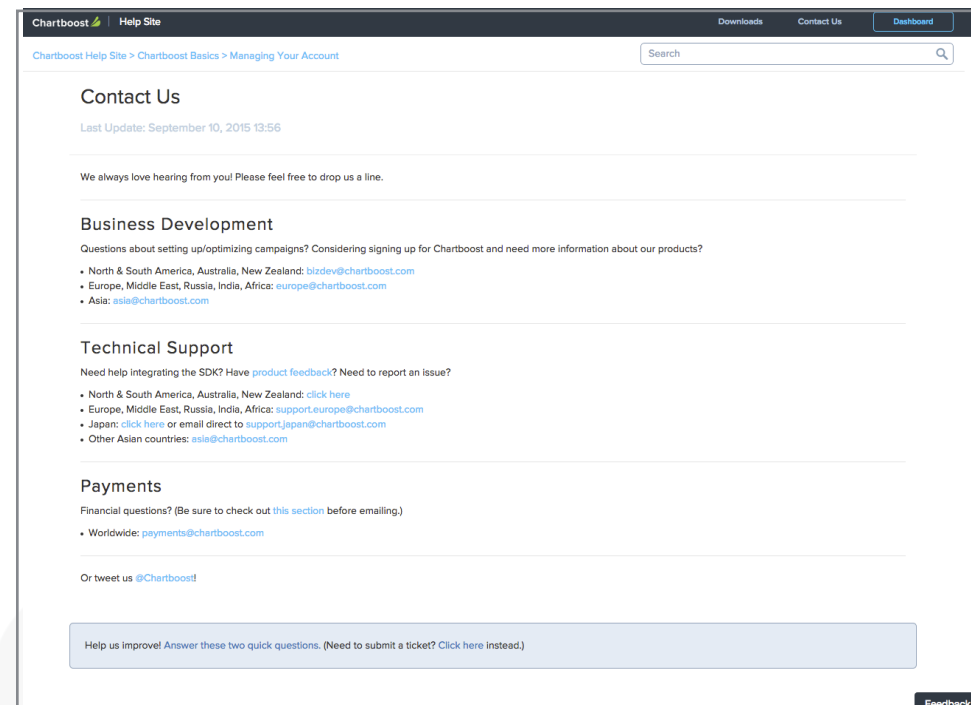 Chartboost Help Site Downloads Contact Us Dashboard
Chartboost Help Site > Chartboost Basics > Managing Your Account Search
Contact Us
Last Update: September 10, 2015 13:56
We always love hearing from you! Please feel free to drop us a line.
Business Development
Questions about setting up/optimizing campaigns? Considering signing up for Chartboost and need more information about our products?
• North & South America, Australia, New Zealand: bizdev@chartboost.com
• Europe, Middle East, Russia, India, Africa: europe@chartboost.com
• Asia: asia@chartboost.com
Technical Support
Need help integrating the SDK? Have product feedback? Need to report an issue?
• North & South America, Australia, New Zealand: click here
• Europe, Middle East, Russia, India, Africa: support.europe@chartboost.com
• Japan: click here or email direct to support.japan@chartboost.com
• Other Asian countries: asia@chartboost.com
Payments
Financial questions? (Be sure to check out this section before emailing.)
• Worldwide: payments@chartboost.com
Or tweet us @Chartboost!
Help us improve! Answer these two quick questions. (Need to submit a ticket? Click here instead.)
Feedback